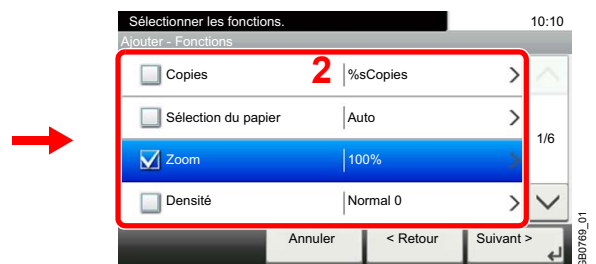 Sélectionner les fonctions. 10:10
Ajouter - Fonctions
Copies 2 %sCopies
Sélection du papier Auto
1/6
Zoom 100%
Densité Normal 0
Annuler < Retour Suivant >
GB0769_01